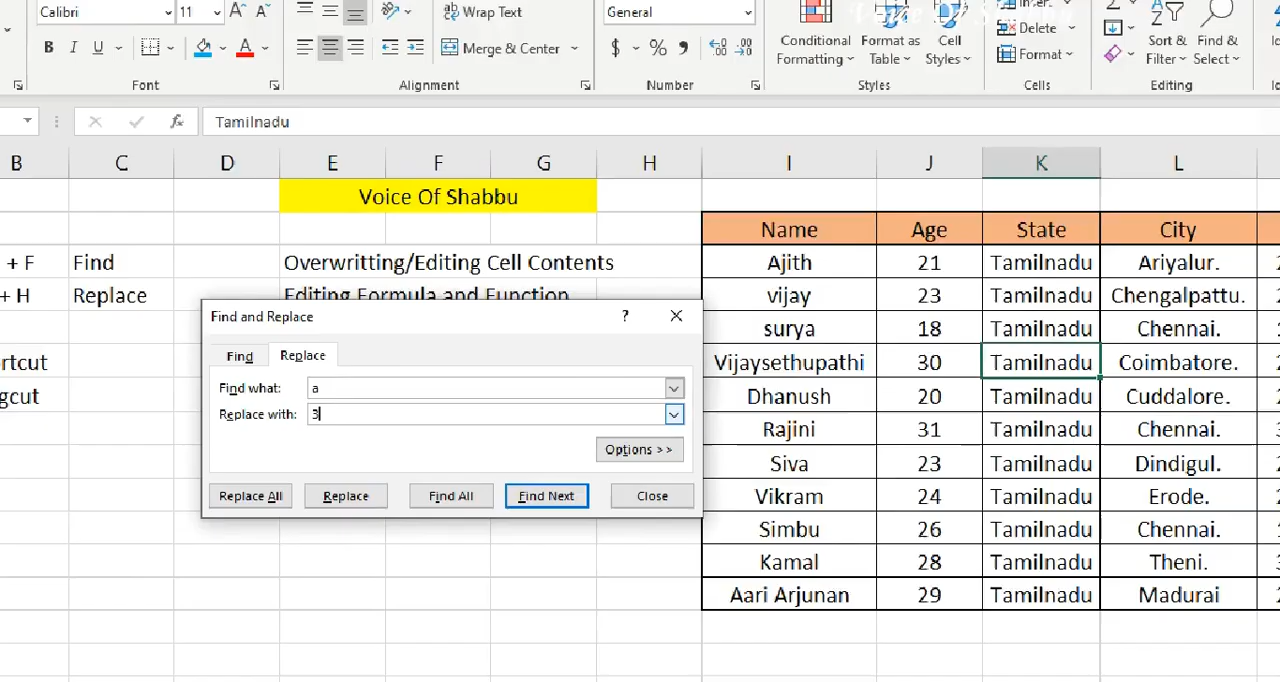 Calibri 11 A^ A˅ Wrap Text General Insert
B I U A Merge & Center $ % 9 Conditional Formatting Format as Table Cell Styles Delete Format Sort & Filter Find & Select
Font Alignment Number Styles Cells Editing
fx Tamilnadu
B C D E F G H I J K L
Voice Of Shabbu
Name Age State City
+ F Find Overwritting/Editing Cell Contents Ajith 21 Tamilnadu Ariyalur.
+ H Replace Editing Formula and Function vijay 23 Tamilnadu Chengalpattu.
Find and Replace ? surya 18 Tamilnadu Chennai.
rtcut Find Replace Vijaysethupathi 30 Tamilnadu Coimbatore.
gcut Find what: a Dhanush 20 Tamilnadu Cuddalore.
Replace with: 3 Rajini 31 Tamilnadu Chennai.
Options >> Siva 23 Tamilnadu Dindigul.
Replace All Replace Find All Find Next Close Vikram 24 Tamilnadu Erode.
Simbu 26 Tamilnadu Chennai.
Kamal 28 Tamilnadu Theni.
Aari Arjunan 29 Tamilnadu Madurai